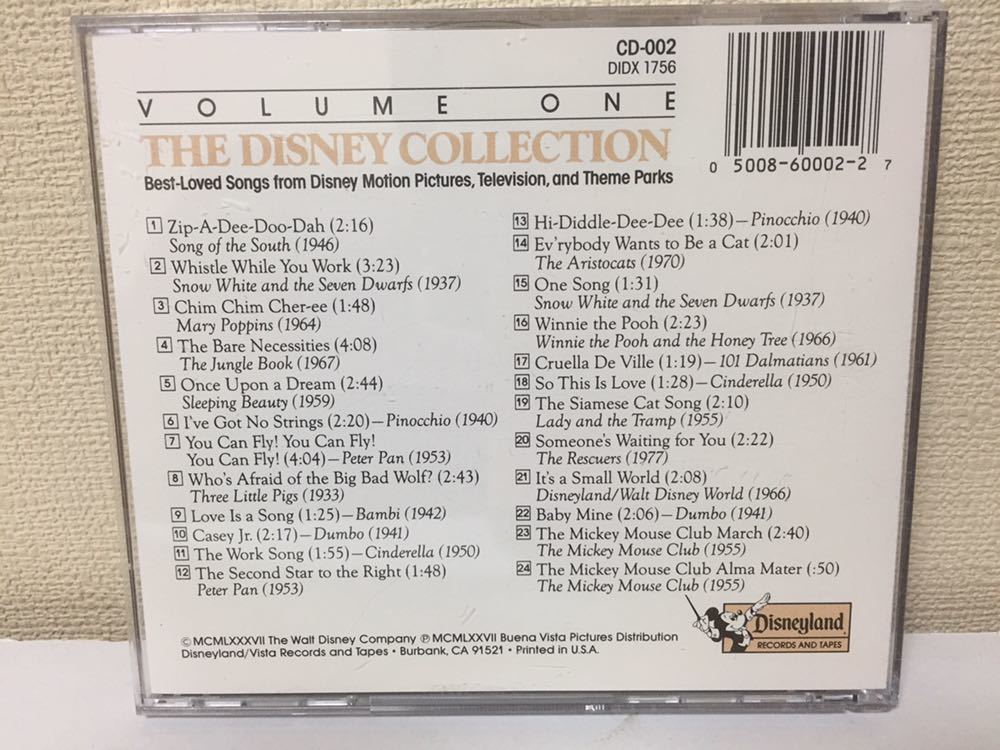 CD-002
DIDX 1756
VOLUME ONE
THE DISNEY COLLECTION
Best-Loved Songs from Disney Motion Pictures, Television, and Theme Parks
0 5008-60002-2 7
1 Zip-A-Dee-Doo-Dah (2:16)
Song of the South (1946)
2 Whistle While You Work (3:23)
Snow White and the Seven Dwarfs (1937)
3 Chim Chim Cher-ee (1:48)
Mary Poppins (1964)
4 The Bare Necessities (4:08)
The Jungle Book (1967)
5 Once Upon a Dream (2:44)
Sleeping Beauty (1959)
6 I've Got No Strings (2:20)—Pinocchio (1940)
7 You Can Fly! You Can Fly!
You Can Fly! (4:04)—Peter Pan (1953)
8 Who's Afraid of the Big Bad Wolf? (2:43)
Three Little Pigs (1933)
9 Love Is a Song (1:25)—Bambi (1942)
10 Casey Jr. (2:17)—Dumbo (1941)
11 The Work Song (1:55)—Cinderella (1950)
12 The Second Star to the Right (1:48)
Peter Pan (1953)
13 Hi-Diddle-Dee-Dee (1:38)—Pinocchio (1940)
14 Ev'rybody Wants to Be a Cat (2:01)
The Aristocats (1970)
15 One Song (1:31)
Snow White and the Seven Dwarfs (1937)
16 Winnie the Pooh (2:23)
Winnie the Pooh and the Honey Tree (1966)
17 Cruella De Ville (1:19)—101 Dalmatians (1961)
18 So This Is Love (1:28)—Cinderella (1950)
19 The Siamese Cat Song (2:10)
Lady and the Tramp (1955)
20 Someone's Waiting for You (2:22)
The Rescuers (1977)
21 It's a Small World (2:08)
Disneyland/Walt Disney World (1966)
22 Baby Mine (2:06)—Dumbo (1941)
23 The Mickey Mouse Club March (2:40)
The Mickey Mouse Club (1955)
24 The Mickey Mouse Club Alma Mater (:50)
The Mickey Mouse Club (1955)
© MCMLXXXVII The Walt Disney Company ℗ MCMLXXVII Buena Vista Pictures Distribution
Disneyland/Vista Records and Tapes • Burbank, CA 91521 • Printed in U.S.A.
Disneyland
RECORDS AND TAPES